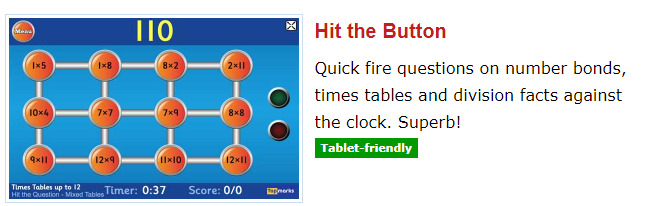 Menu
110
1×5 1×8 8×2 2×11
10×4 7×7 7×9 8×8
9×11 12×9 11×10 12×11
Times Tables up to 12
Hit the Question - Mixed Tables
Timer: 0:37 Score: 0/0
Topmarks
Hit the Button
Quick fire questions on number bonds,
times tables and division facts against
the clock. Superb!
Tablet-friendly